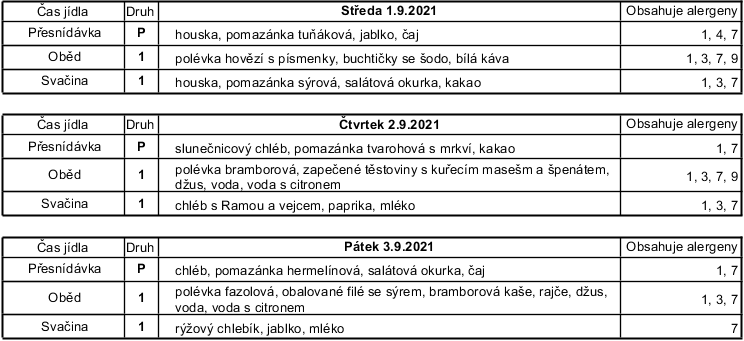 Čas jídla Druh Středa 1.9.2021 Obsahuje alergeny
Přesnídávka P houska, pomazánka tuňáková, jablko, čaj 1, 4, 7
Oběd 1 polévka hovězí s písmenky, buchtičky se šodo, bílá káva 1, 3, 7, 9
Svačina 1 houska, pomazánka sýrová, salátová okurka, kakao 1, 3, 7
Čas jídla Druh Čtvrtek 2.9.2021 Obsahuje alergeny
Přesnídávka P slunečnicový chléb, pomazánka tvarohová s mrkví, kakao 1, 7
Oběd 1 polévka bramborová, zapečené těstoviny s kuřecím masešm a špenátem, 1, 3, 7, 9
džus, voda, voda s citronem
Svačina 1 chléb s Ramou a vejcem, paprika, mléko 1, 3, 7
Čas jídla Druh Pátek 3.9.2021 Obsahuje alergeny
Přesnídávka P chléb, pomazánka hermelínová, salátová okurka, čaj 1, 7
Oběd 1 polévka fazolová, obalované filé se sýrem, bramborová kaše, rajče, džus, 1, 3, 7
voda, voda s citronem
Svačina 1 rýžový chlebík, jablko, mléko 7